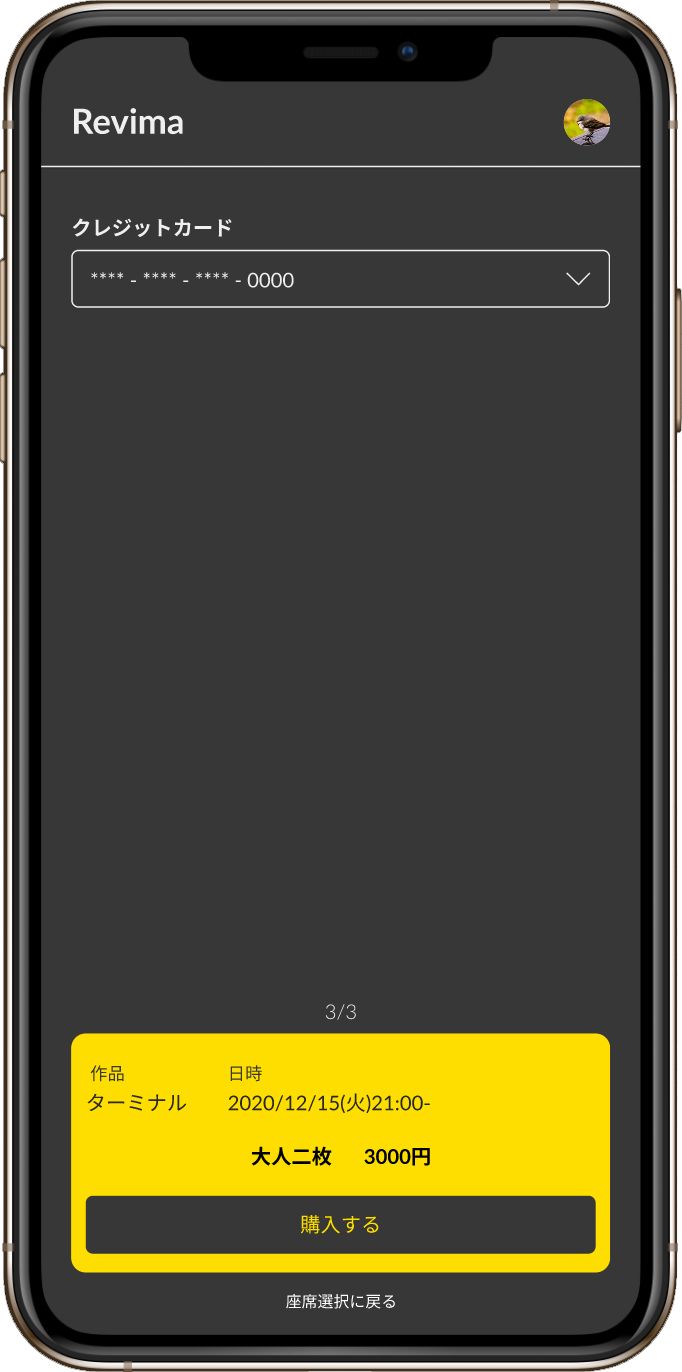 Revima
クレジットカード
**** - **** - **** - 0000
3/3
作品 日時
ターミナル 2020/12/15(火)21:00-
大人二枚 3000円
購入する
座席選択に戻る